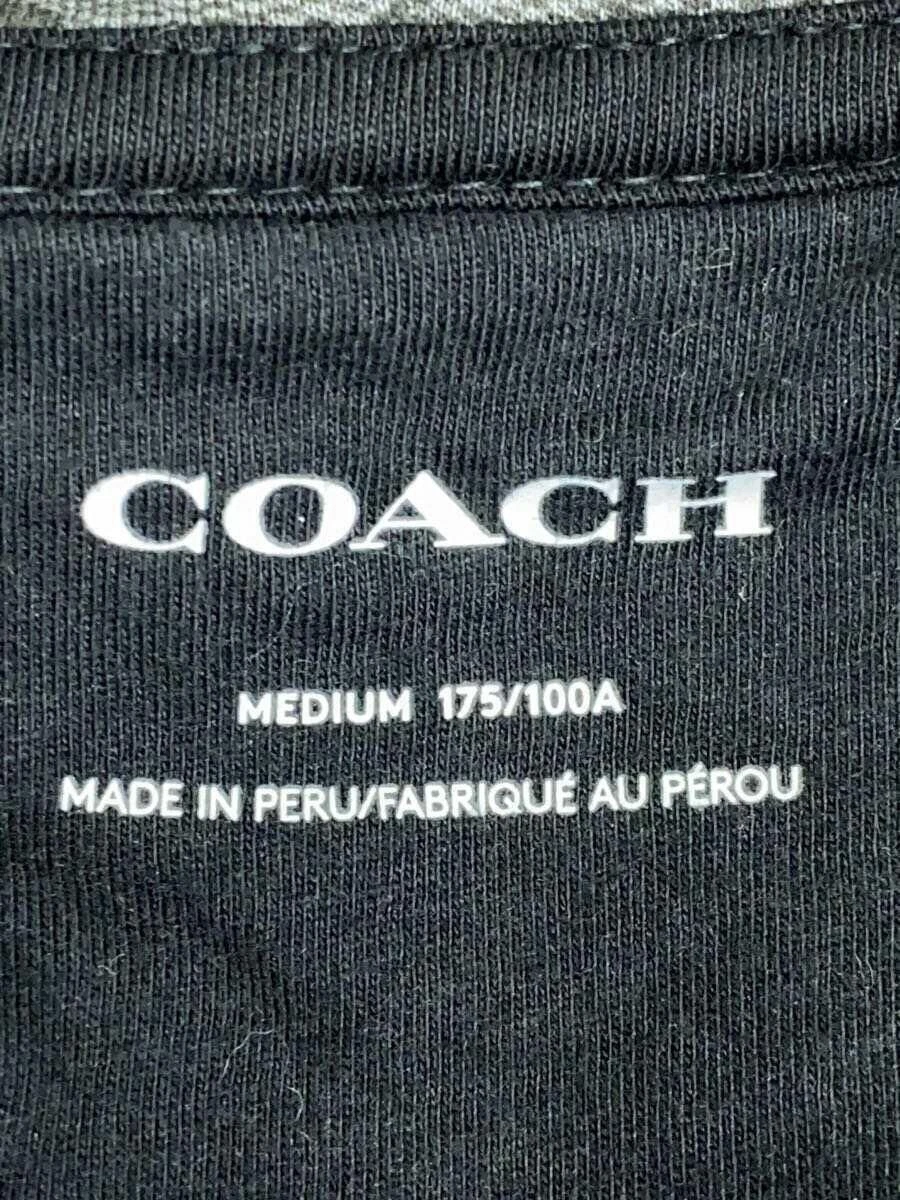 COACH
MEDIUM 175/100A
MADE IN PERU/FABRIQUÉ AU PÉROU